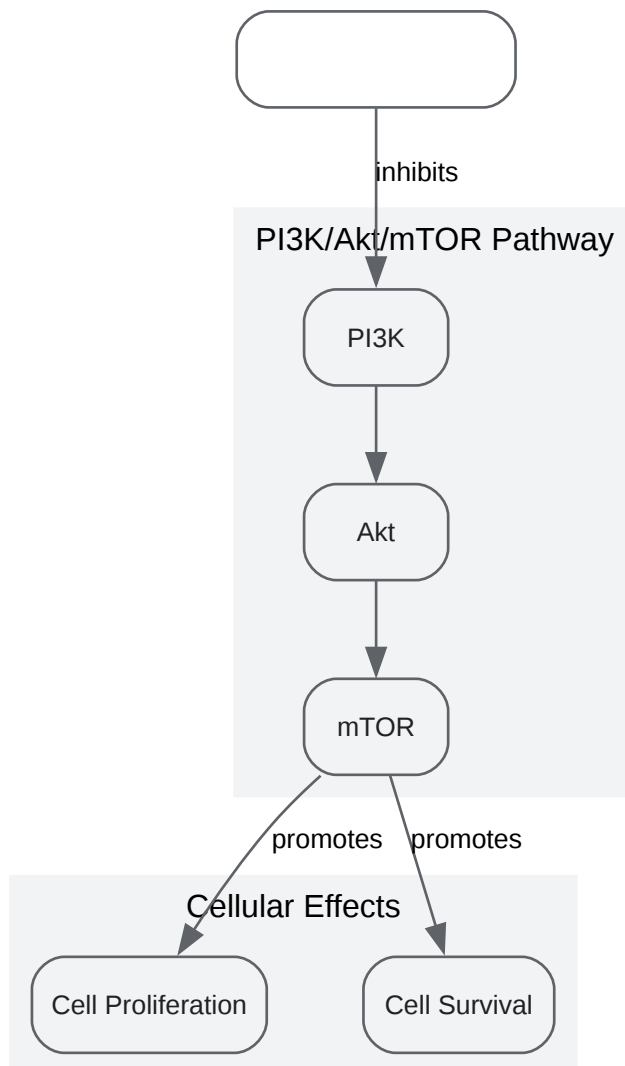 inhibits
PI3K/Akt/mTOR Pathway
PI3K
Akt
mTOR
promotes promotes
Cellular Effects
Cell Proliferation Cell Survival